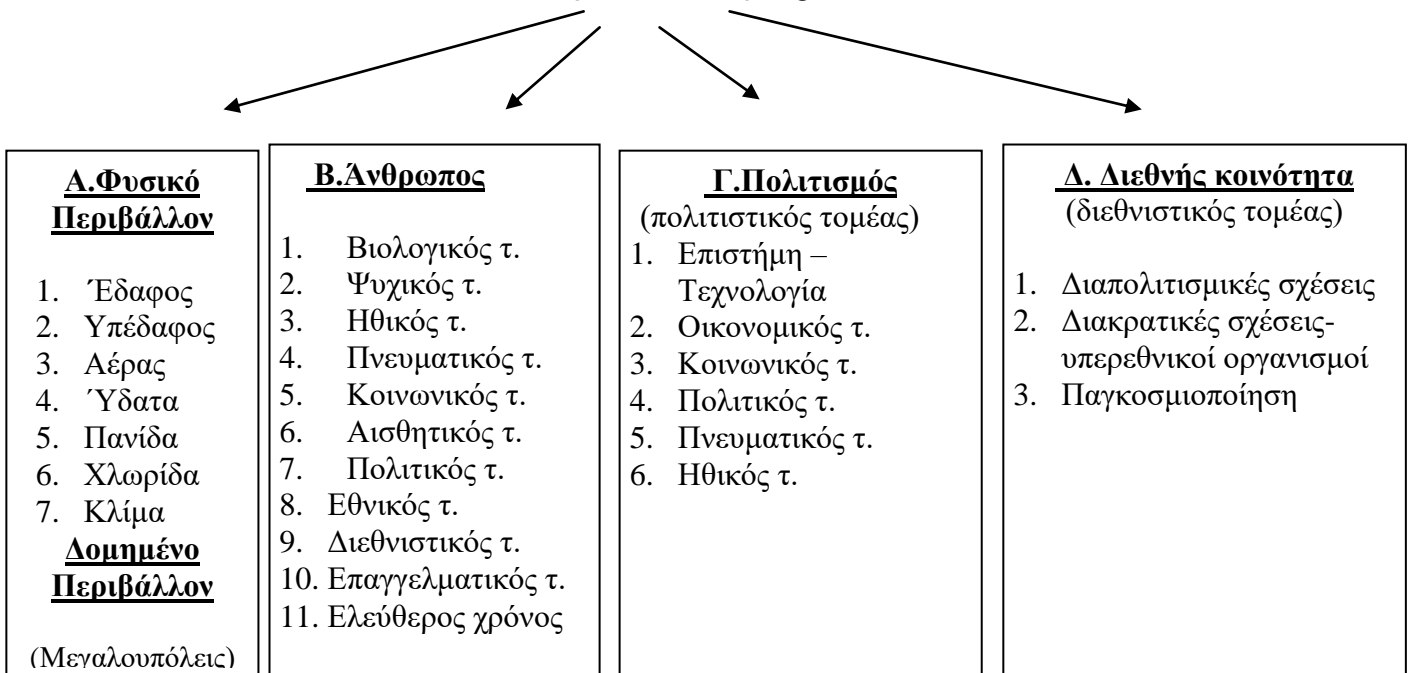 Α.Φυσικό
Περιβάλλον
1. Έδαφος
2. Υπέδαφος
3. Αέρας
4. Ύδατα
5. Πανίδα
6. Χλωρίδα
7. Κλίμα
Δομημένο
Περιβάλλον
(Μεγαλουπόλεις)
Β.Άνθρωπος
1. Βιολογικός τ.
2. Ψυχικός τ.
3. Ηθικός τ.
4. Πνευματικός τ.
5. Κοινωνικός τ.
6. Αισθητικός τ.
7. Πολιτικός τ.
8. Εθνικός τ.
9. Διεθνιστικός τ.
10. Επαγγελματικός τ.
11. Ελεύθερος χρόνος
Γ.Πολιτισμός
(πολιτιστικός τομέας)
1. Επιστήμη –
Τεχνολογία
2. Οικονομικός τ.
3. Κοινωνικός τ.
4. Πολιτικός τ.
5. Πνευματικός τ.
6. Ηθικός τ.
Δ. Διεθνής κοινότητα
(διεθνιστικός τομέας)
1. Διαπολιτισμικές σχέσεις
2. Διακρατικές σχέσεις-
υπερεθνικοί οργανισμοί
3. Παγκοσμιοποίηση